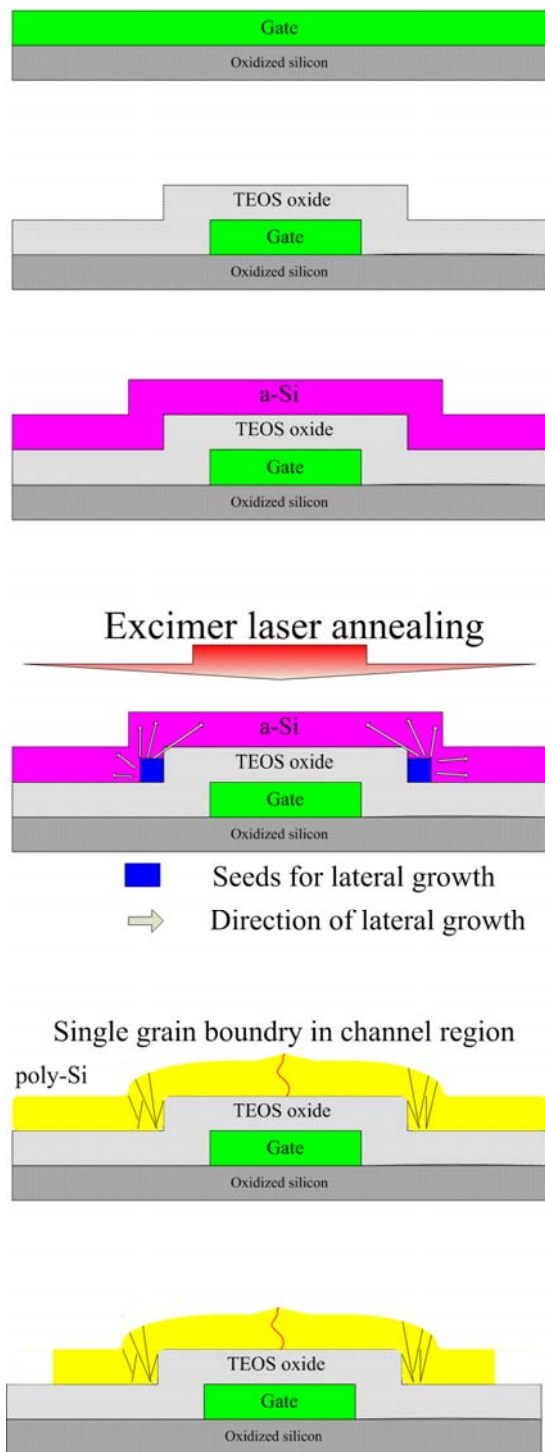 Gate
Oxidized silicon
TEOS oxide
Gate
Oxidized silicon
a-Si
TEOS oxide
Gate
Oxidized silicon
Excimer laser annealing
a-Si
TEOS oxide
Gate
Oxidized silicon
Seeds for lateral growth
Direction of lateral growth
Single grain boundry in channel region
poly-Si
TEOS oxide
Gate
Oxidized silicon
TEOS oxide
Gate
Oxidized silicon